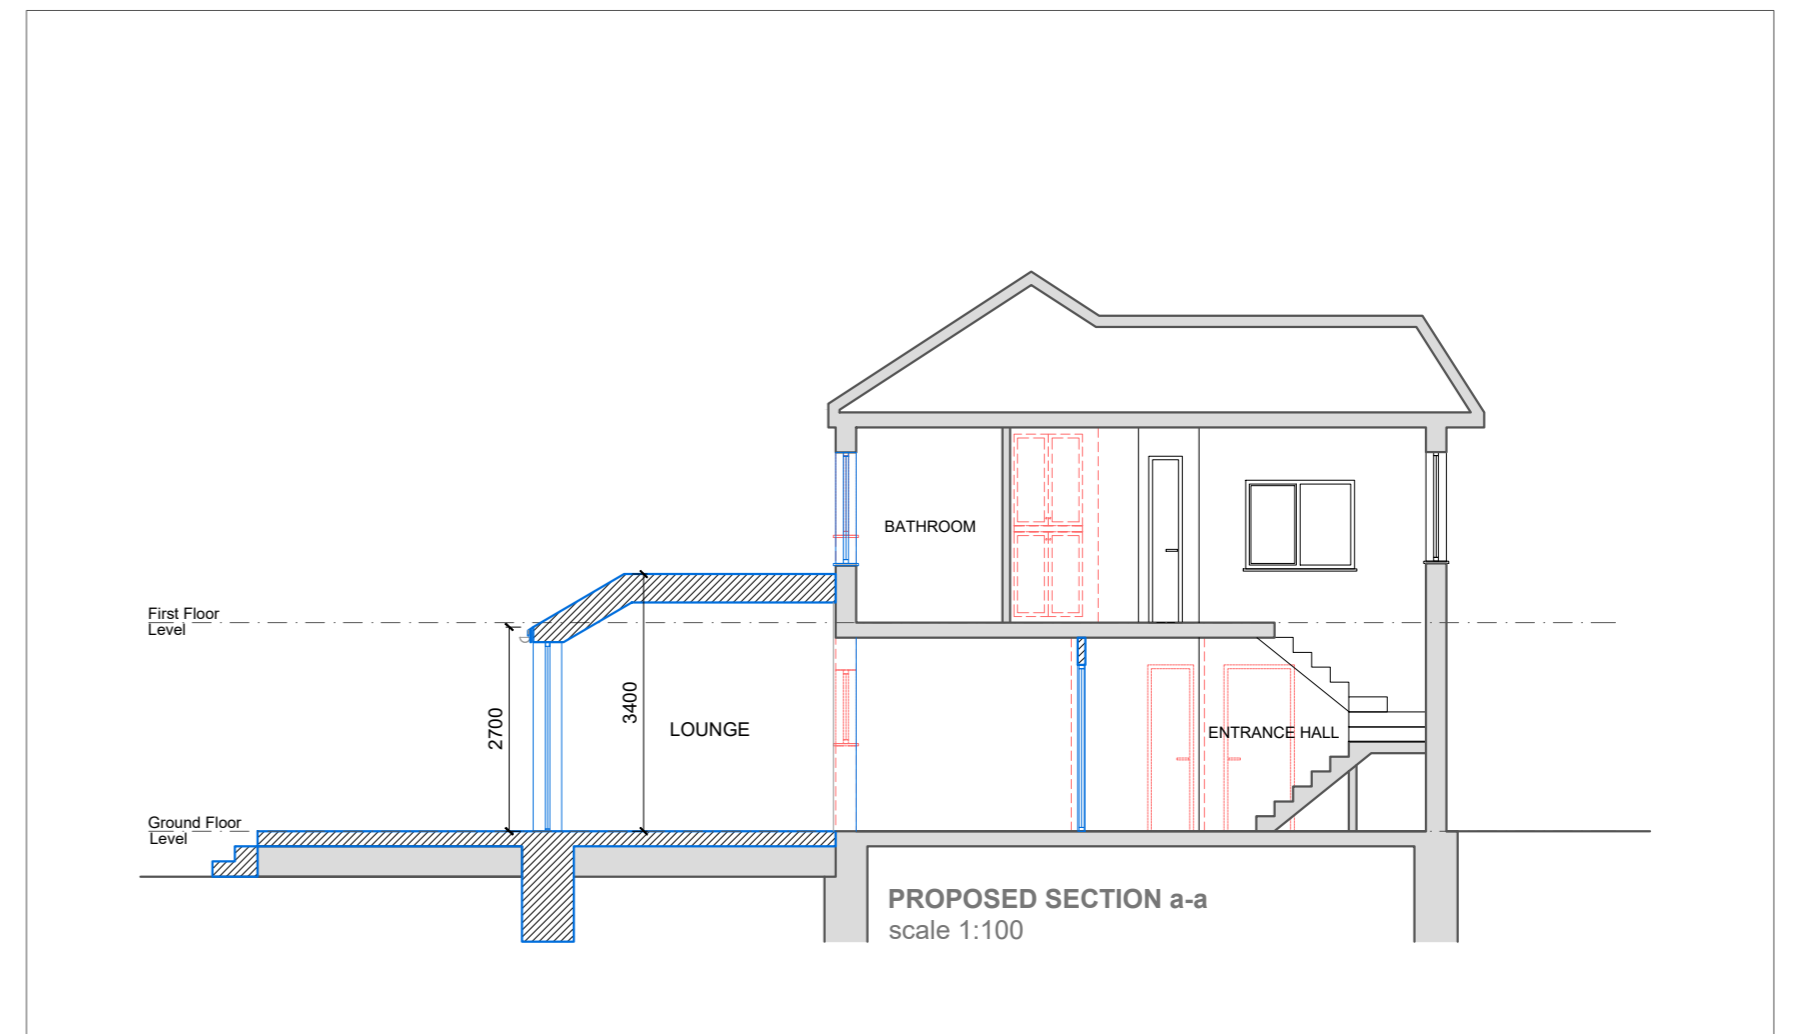 BATHROOM
First Floor
Level
2700
3400
LOUNGE
ENTRANCE HALL
Ground Floor
Level
PROPOSED SECTION a-a
scale 1:100